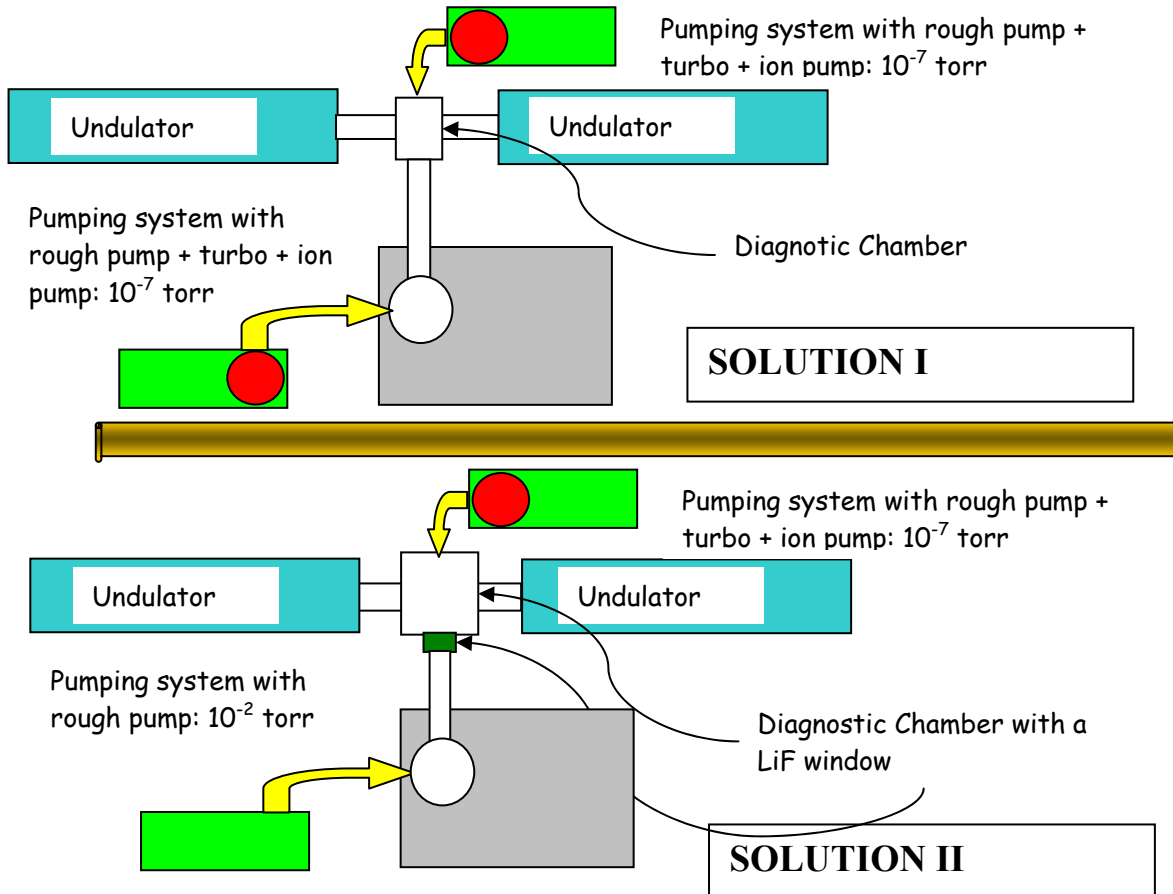 Pumping system with rough pump +
turbo + ion pump: 10⁻⁷ torr
Undulator
Undulator
Pumping system with
rough pump + turbo + ion
pump: 10⁻⁷ torr
Diagnotic Chamber
SOLUTION I
Pumping system with rough pump +
turbo + ion pump: 10⁻⁷ torr
Undulator
Undulator
Pumping system with
rough pump: 10⁻² torr
Diagnostic Chamber with a
LiF window
SOLUTION II